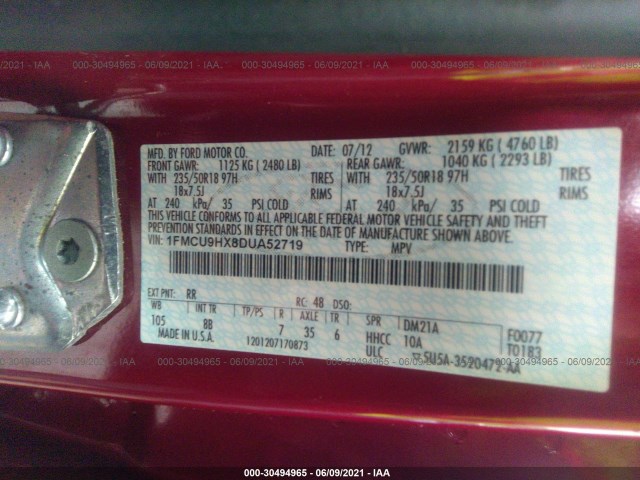 000-30494965 - 06/09/2021 - IAA 000-30494965 - 06/09/2021 - IAA 000-30494965 - 06/09/2021 - IAA
MFD. BY FORD MOTOR CO. DATE: 07/12 GVWR: 2159 KG ( 4760 LB)
FRONT GAWR: 1125 KG ( 2480 LB) REAR GAWR: 1040 KG ( 2293 LB)
WITH 235/50R18 97H TIRES WITH 235/50R18 97H TIRES
18x7.5J RIMS 18x7.5J RIMS
AT 240 kPa/ 35 PSI COLD AT 240 kPa/ 35 PSI COLD
THIS VEHICLE CONFORMS TO ALL APPLICABLE FEDERAL MOTOR VEHICLE SAFETY AND THEFT
PREVENTION STANDARDS IN EFFECT ON THE DATE OF MANUFACTURE SHOWN ABOVE.
VIN: 1FMCU9HX8DUA52719 TYPE: MPV
EXT PNT: RR RC: 48 DSO:
WB INT TR TP/PS R AXLE TR SPR DM21A F0077
105 8B 7 35 6 HHCC 10A T0183
MADE IN U.S.A. 1201207170873 ULC SU5A-3520472-AA
000-30494965 - 06/09/2021 - IAA 000-30494965 - 06/09/2021 - IAA 000-30494965 - 06/09/2021 - IAA
000-30494965 - 06/09/2021 - IAA